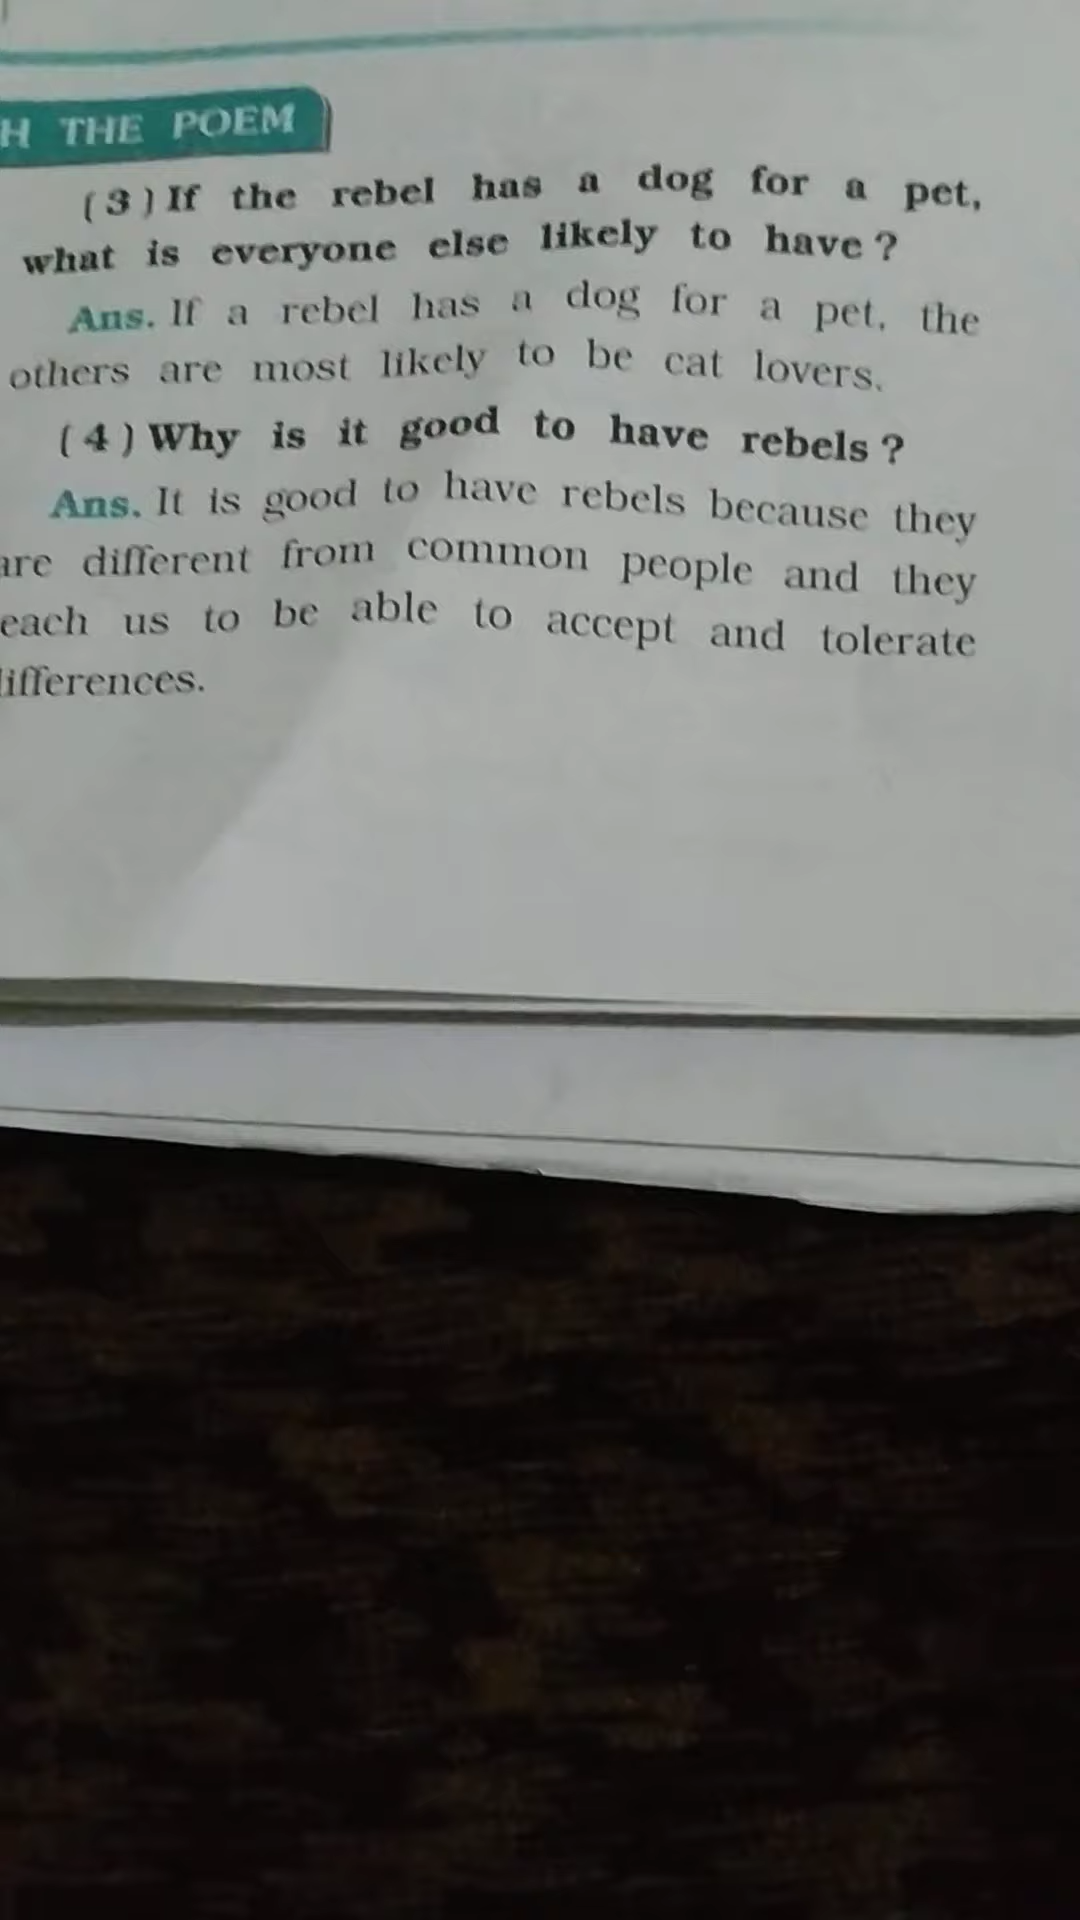 H THE POEM
(3) If the rebel has a dog for a pet,
what is everyone else likely to have ?
Ans. If a rebel has a dog for a pet, the
others are most likely to be cat lovers.
(4) Why is it good to have rebels ?
Ans. It is good to have rebels because they
are different from common people and they
each us to be able to accept and tolerate
ifferences.